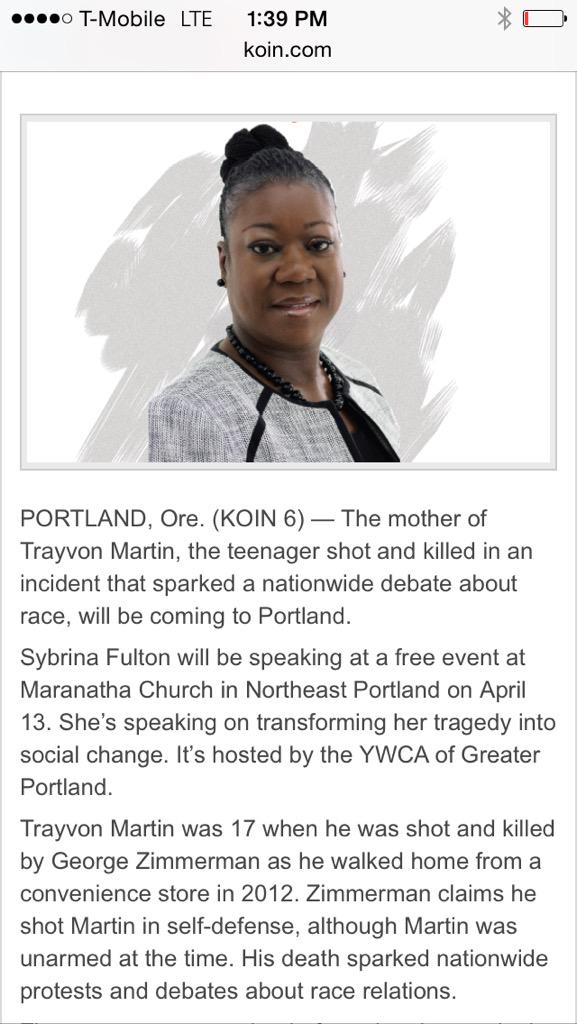 T-Mobile LTE 1:39 PM
koin.com
PORTLAND, Ore. (KOIN 6) — The mother of
Trayvon Martin, the teenager shot and killed in an
incident that sparked a nationwide debate about
race, will be coming to Portland.
Sybrina Fulton will be speaking at a free event at
Maranatha Church in Northeast Portland on April
13. She’s speaking on transforming her tragedy into
social change. It’s hosted by the YWCA of Greater
Portland.
Trayvon Martin was 17 when he was shot and killed
by George Zimmerman as he walked home from a
convenience store in 2012. Zimmerman claims he
shot Martin in self-defense, although Martin was
unarmed at the time. His death sparked nationwide
protests and debates about race relations.